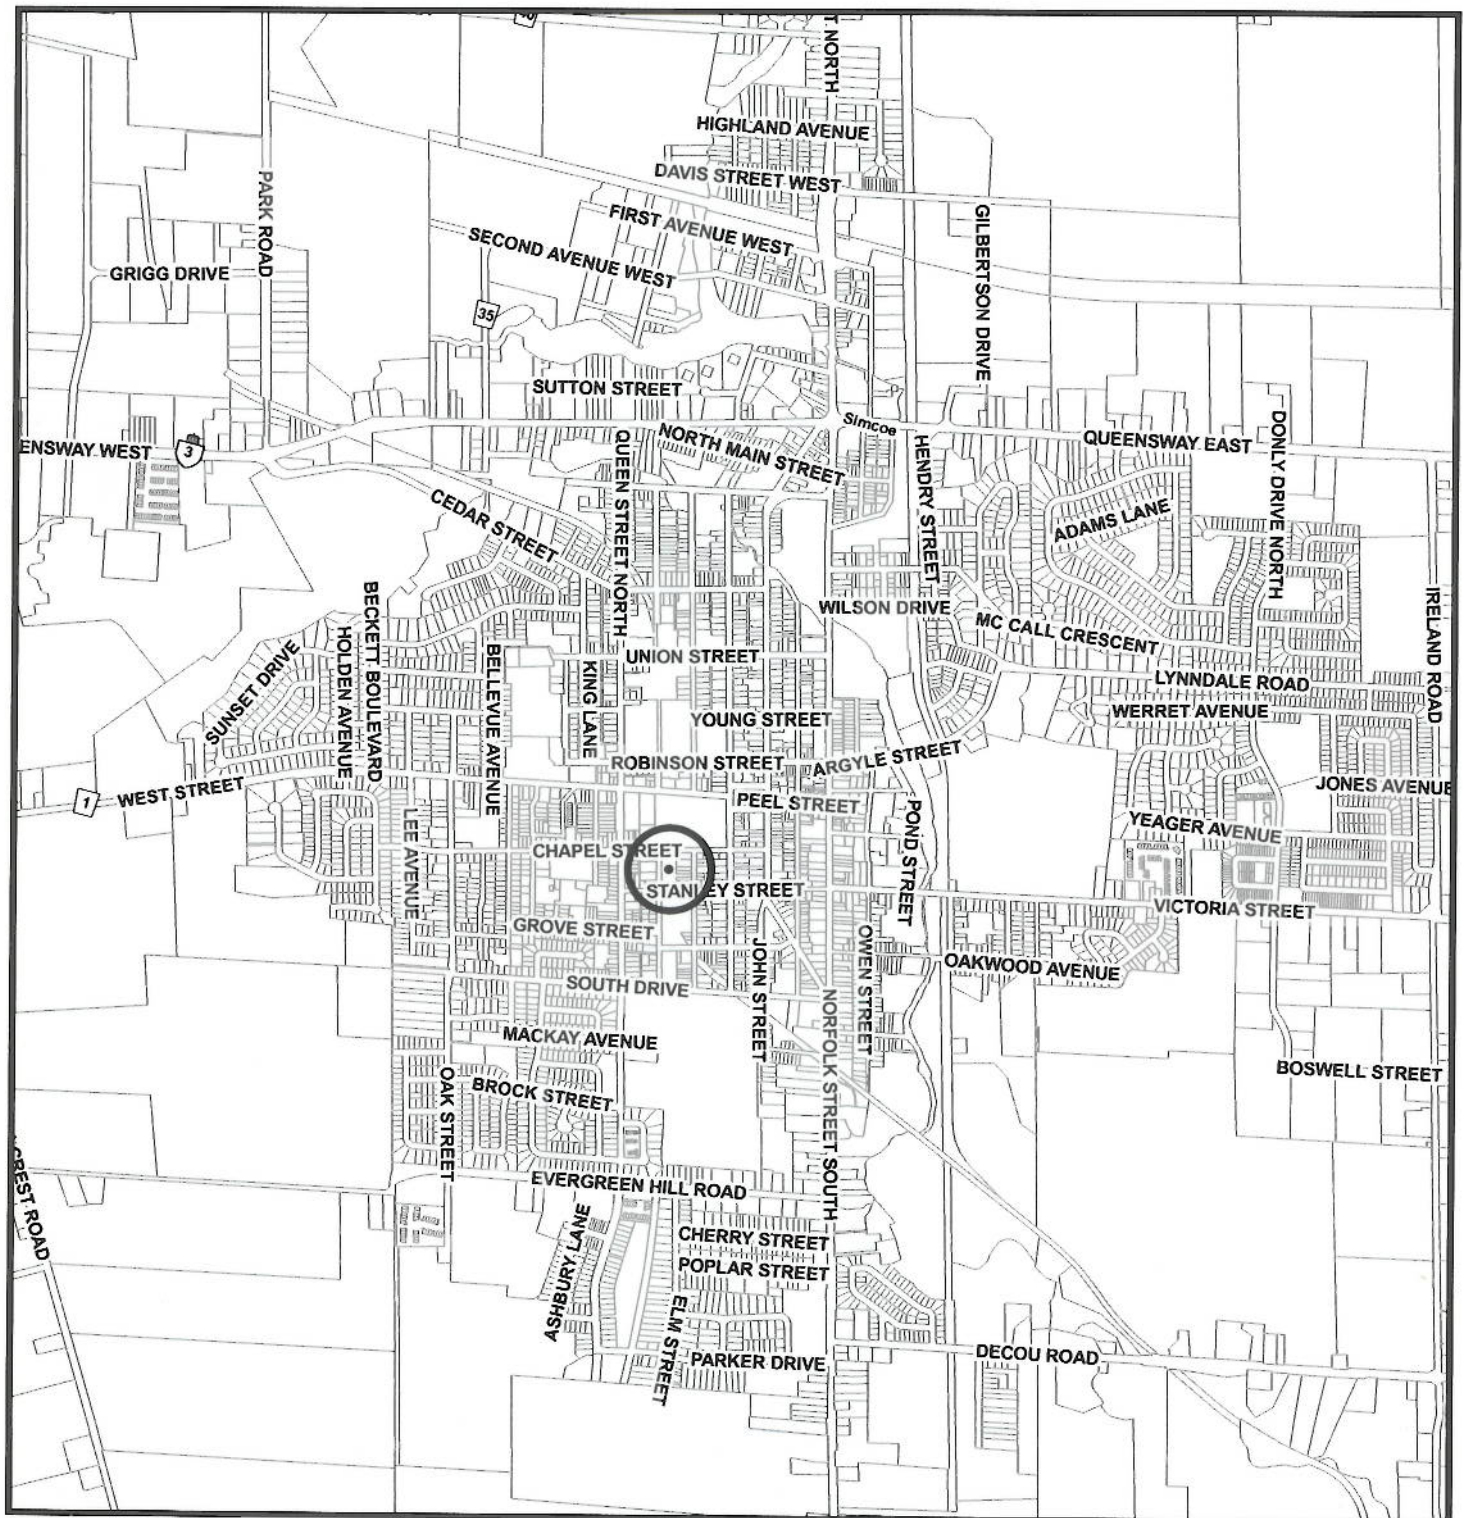 40
T NORTH
HIGHLAND AVENUE
DAVIS STREET WEST
PARK ROAD
FIRST AVENUE WEST
GILBERTSON DRIVE
SECOND AVENUE WEST
GRIGG DRIVE
35
SUTTON STREET
Simcoe
NORTH MAIN STREET
QUEENSWAY EAST
DONLY DRIVE NORTH
ENSWAY WEST
3
QUEEN STREET NORTH
HENDRY STREET
CEDAR STREET
ADAMS LANE
BECKETT BOULEVARD
IRELAND ROAD
WILSON DRIVE
MC CALL CRESCENT
HOLDEN AVENUE
SUNSET DRIVE
BELLEVUE AVENUE
UNION STREET
KING LANE
LYNNDALE ROAD
WERRET AVENUE
YOUNG STREET
ROBINSON STREET
ARGYLE STREET
WEST STREET
1
JONES AVENUE
PEEL STREET
POND STREET
LEE AVENUE
YEAGER AVENUE
CHAPEL STREET
STANLEY STREET
VICTORIA STREET
GROVE STREET
JOHN STREET
OWEN STREET
OAKWOOD AVENUE
SOUTH DRIVE
NORFOLK STREET SOUTH
MACKAY AVENUE
OAK STREET
BROCK STREET
BOSWELL STREET
CREST ROAD
EVERGREEN HILL ROAD
ASHBURY LANE
CHERRY STREET
POPLAR STREET
ELM STREET
PARKER DRIVE
DECOU ROAD